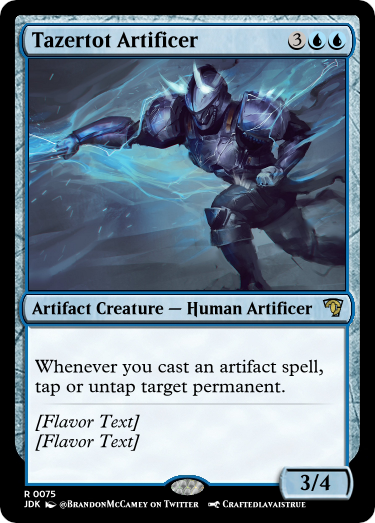 Tazertot Artificer 3
Artifact Creature — Human Artificer
Whenever you cast an artifact spell,
tap or untap target permanent.
[Flavor Text]
[Flavor Text]
3/4
R 0075
JDK @BrandonMcCamey on Twitter Craftedlavaistrue